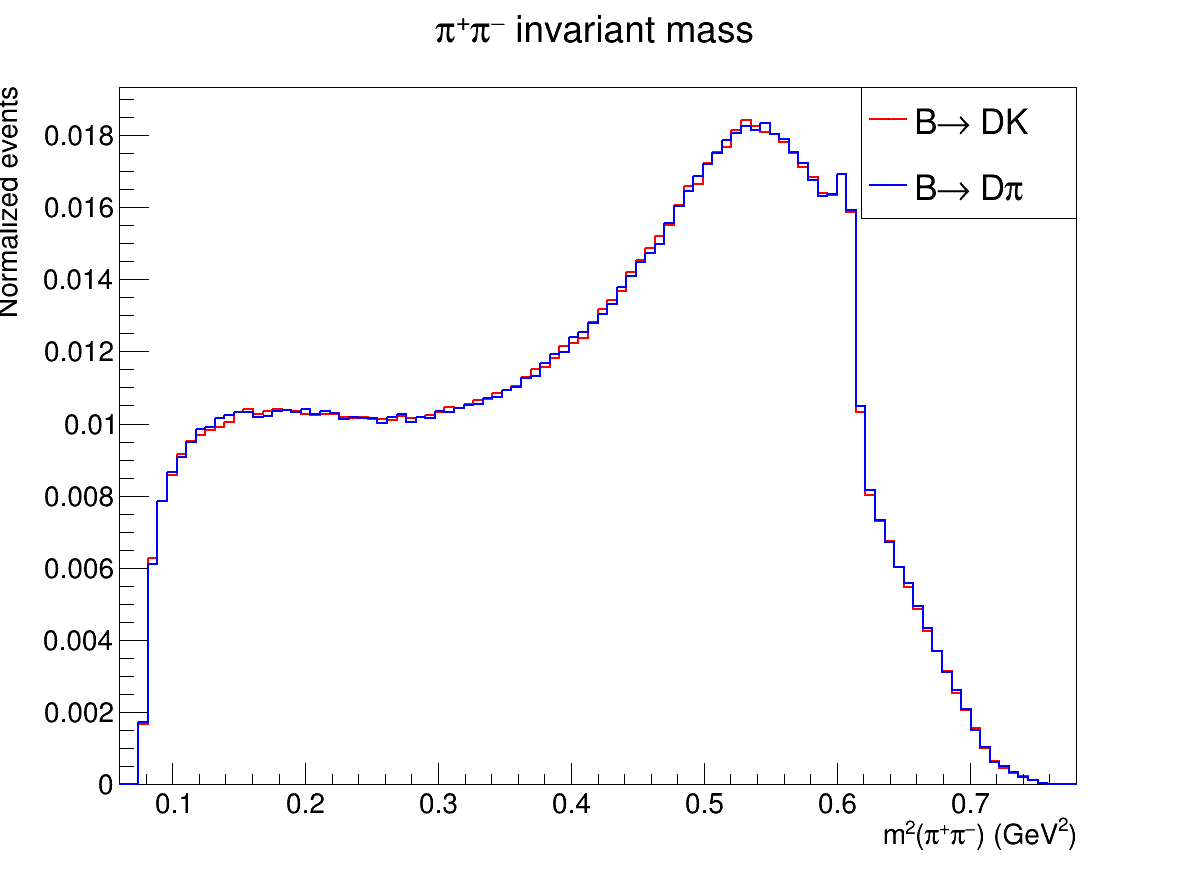 π⁺π⁻ invariant mass
Normalized events
B→ DK
B→ Dπ
0.018
0.016
0.014
0.012
0.01
0.008
0.006
0.004
0.002
0
0.1 0.2 0.3 0.4 0.5 0.6 0.7
m²(π⁺π⁻) (GeV²)